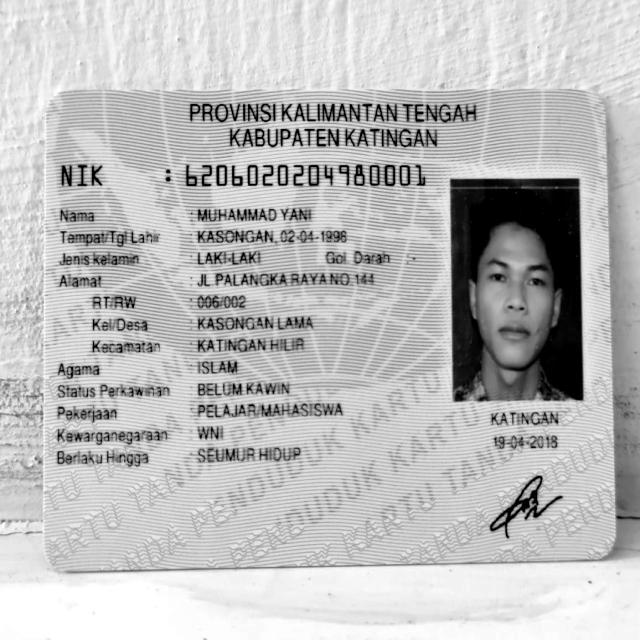 PROVINSI KALIMANTAN TENGAH
KABUPATEN KATINGAN
NIK : 6206020204980001
Nama : MUHAMMAD YANI
Tempat/Tgl Lahir : KASONGAN, 02-04-1998
Jenis kelamin : LAKI-LAKI Gol. Darah : -
Alamat : JL PALANGKA RAYA NO.144
RT/RW : 006/002
Kel/Desa : KASONGAN LAMA
Kecamatan : KATINGAN HILIR
Agama : ISLAM
Status Perkawinan : BELUM KAWIN
Pekerjaan : PELAJAR/MAHASISWA
Kewarganegaraan : WNI
Berlaku Hingga : SEUMUR HIDUP
KATINGAN
19-04-2018